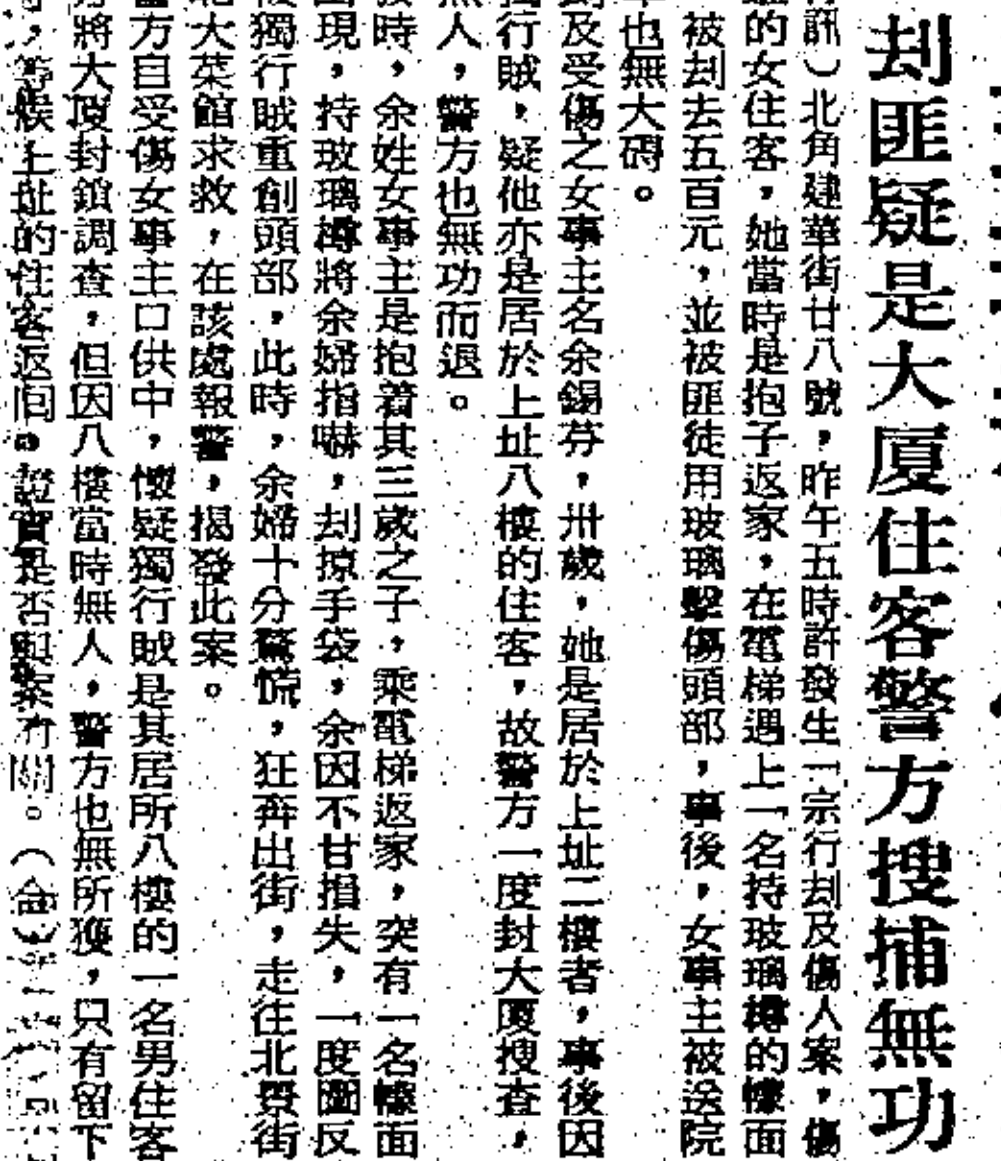 刦匪疑是大厦住客警方搜捕無功
訊）北角建華街廿八號，昨午五時許發生一宗行刦及傷人案，傷
的女住客，她當時是抱子返家，在電梯遇上一名持玻璃樽的幪面
被刦去五百元，並被匪徒用玻璃擊傷頭部，事後，女事主被送院
也無大碍。
及受傷之女事主名余錫芬，卅歲，她是居於上址二樓者，事後因
行賊，疑他亦是居於上址八樓的住客，故警方一度封大厦搜查，
人，警方也無功而退。
時，余姓女事主是抱着其三歲之子，乘電梯返家，突有一名幪面
現，持玻璃樽將余婦指嚇，刦掠手袋，余因不甘損失，一度圖反
獨行賊重創頭部，此時，余婦十分驚慌，狂奔出街，走往北景街
大菜館求救，在該處報警，揭發此案。
警方自受傷女事主口供中，懷疑獨行賊是其居所八樓的一名男住客
將大厦封鎖調查，但因八樓當時無人，警方也無所獲，只有留下
，等候上址的住客返回。證實是否與案有關。（金）